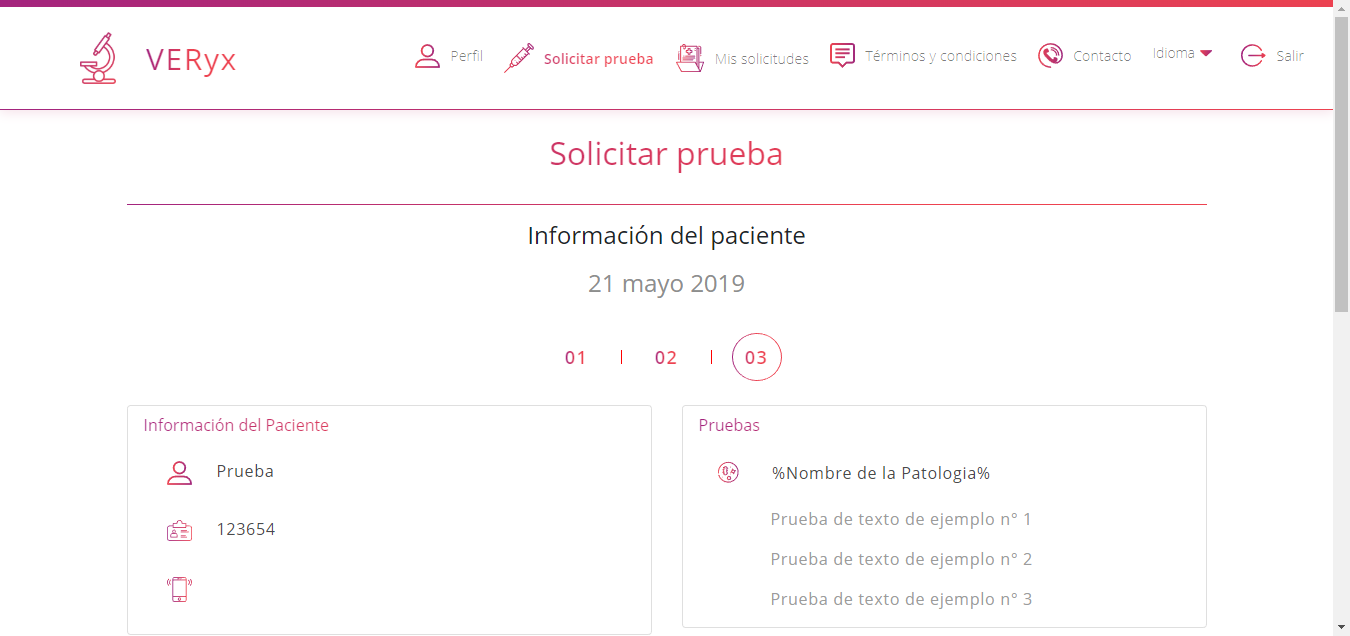 VERyx
Perfil
Solicitar prueba
Mis solicitudes
Términos y condiciones
Contacto
Idioma
Salir
Solicitar prueba
Información del paciente
21 mayo 2019
01 | 02 | 03
Información del Paciente
Prueba
123654
Pruebas
%Nombre de la Patologia%
Prueba de texto de ejemplo n° 1
Prueba de texto de ejemplo n° 2
Prueba de texto de ejemplo n° 3